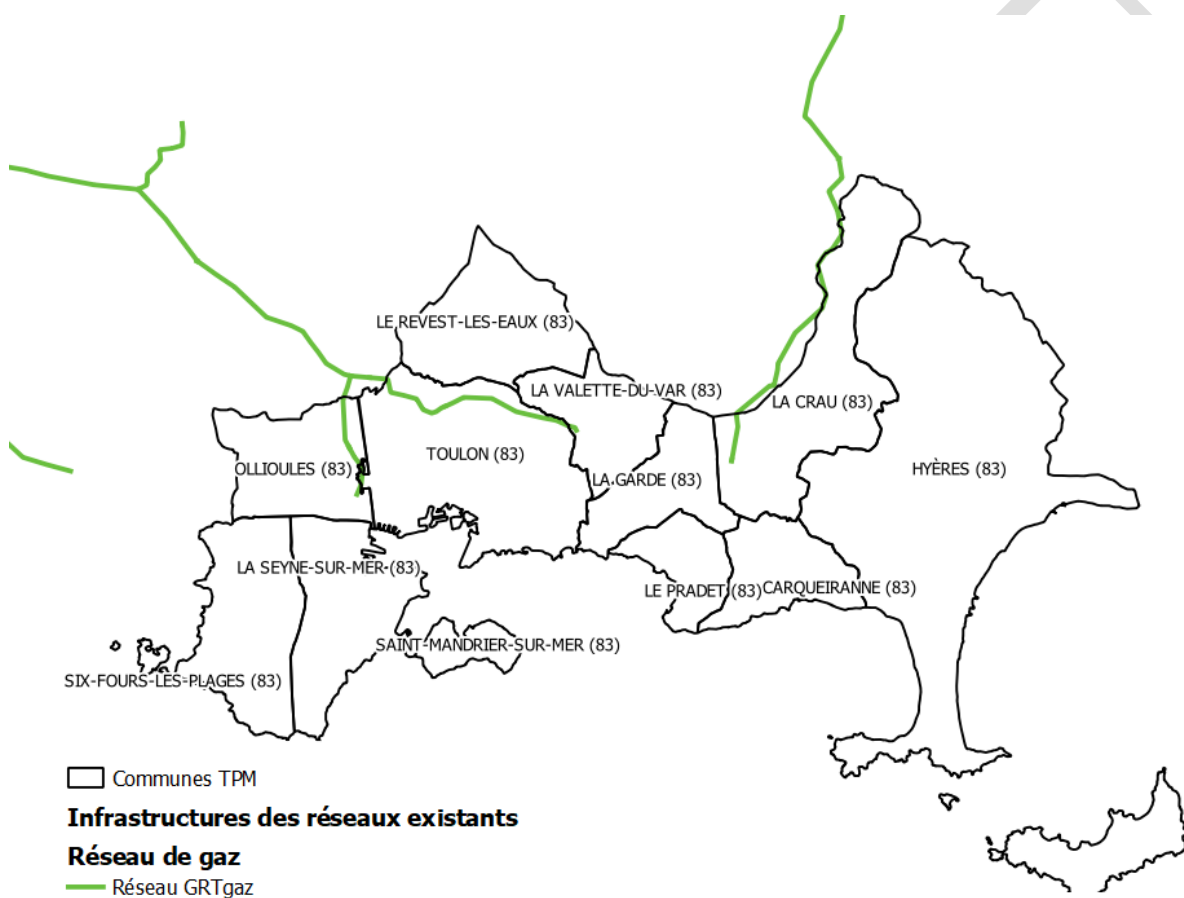 LE REVEST-LES-EAUX (83)
LA VALETTE-DU-VAR (83)
LA CRAU (83)
OLLIOULES (83)
TOULON (83)
LA GARDE (83)
HYÈRES (83)
LA SEYNE-SUR-MER (83)
LE PRADET (83)
CARQUEIRANNE (83)
SAINT-MANDRIER-SUR-MER (83)
SIX-FOURS-LES-PLAGES (83)
Communes TPM
Infrastructures des réseaux existants
Réseau de gaz
Réseau GRTgaz